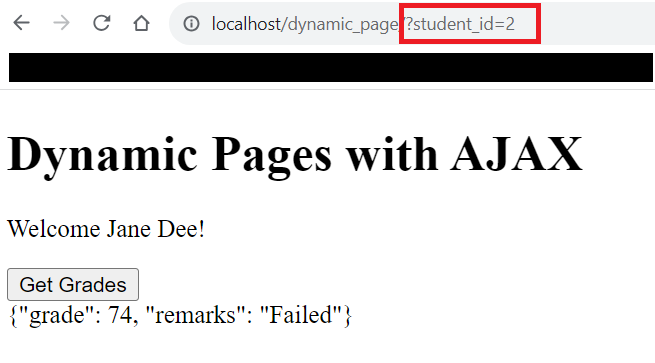 localhost/dynamic_page/?student_id=2
Dynamic Pages with AJAX
Welcome Jane Dee!
Get Grades
{"grade": 74, "remarks": "Failed"}